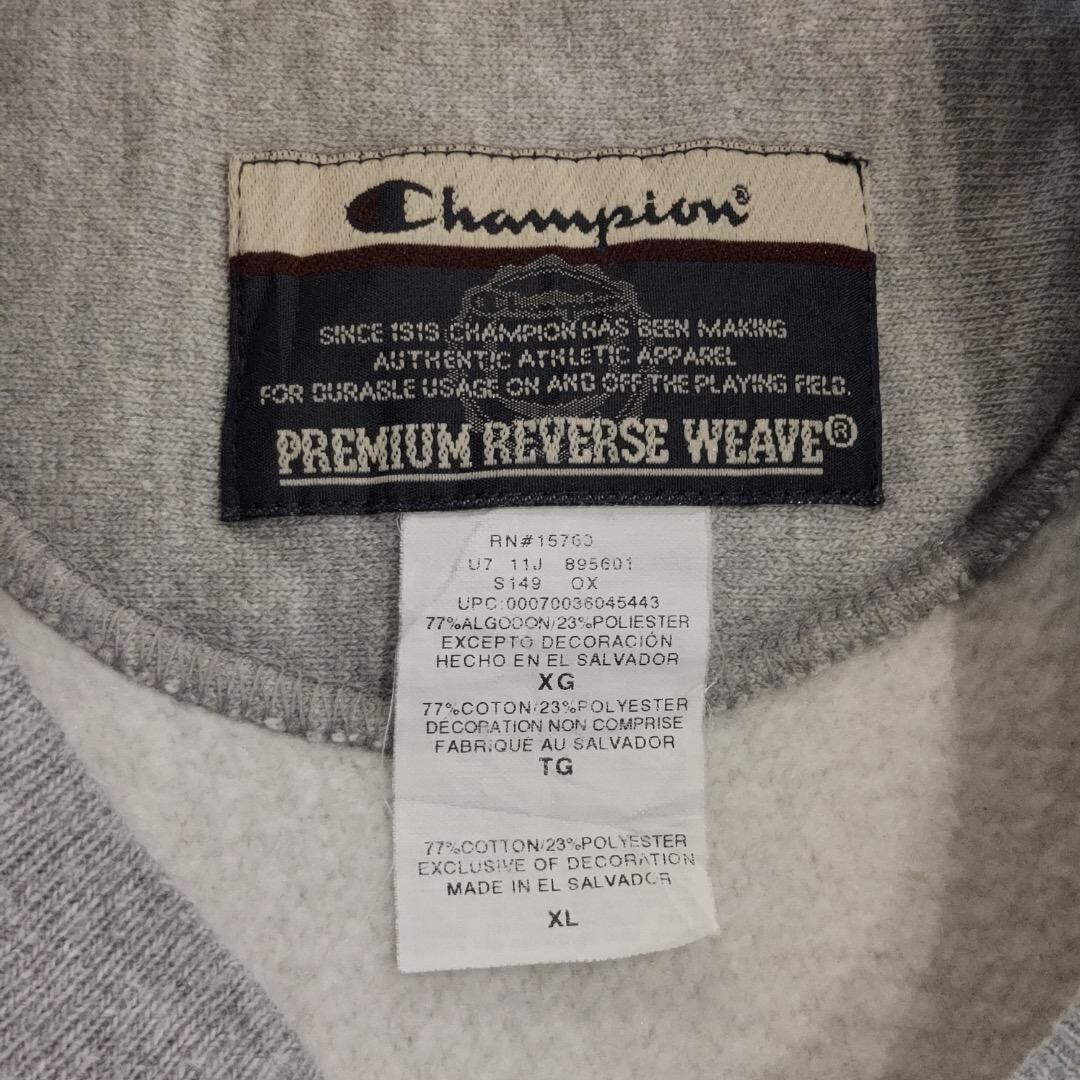 Champion®
Champion
SINCE 1919 CHAMPION HAS BEEN MAKING
AUTHENTIC ATHLETIC APPAREL
FOR DURABLE USAGE ON AND OFF THE PLAYING FIELD.
PREMIUM REVERSE WEAVE®
RN#15763
U7 11J 895601
S149 OX
UPC:00070036045443
77%ALGODON/23%POLIESTER
EXCEPTO DECORACIÓN
HECHO EN EL SALVADOR
XG
77%COTON/23%POLYESTER
DÉCORATION NON COMPRISE
FABRIQUÉ AU SALVADOR
TG
77%COTTON/23%POLYESTER
EXCLUSIVE OF DECORATION
MADE IN EL SALVADOR
XL